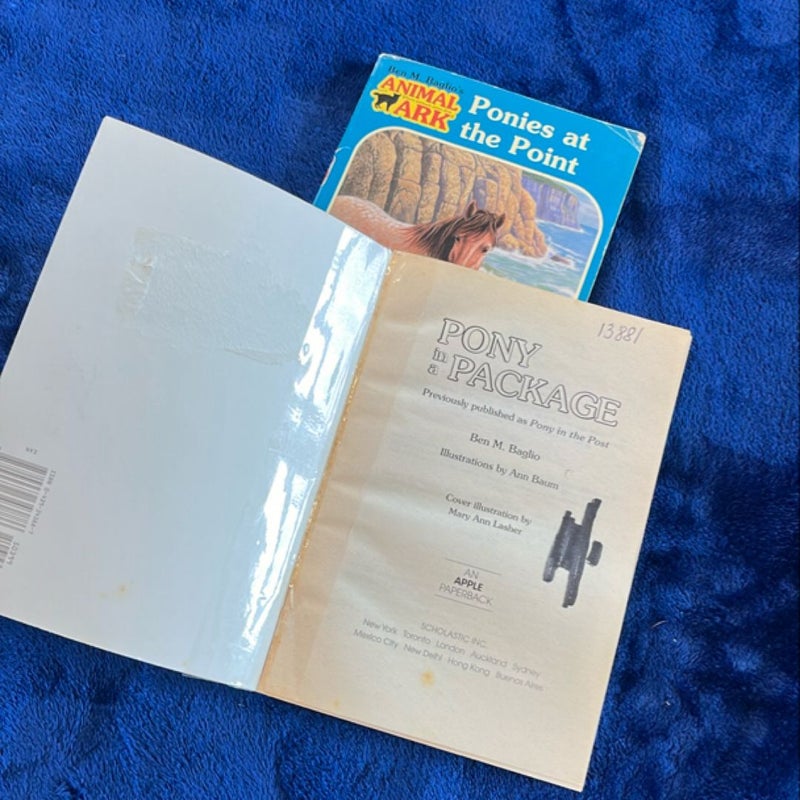 Ben M. Baglio's
ANIMAL
ARK
Ponies at
the Point
13881
PONY
in
a PACKAGE
Previously published as Pony in the Post
Ben M. Baglio
Illustrations by Ann Baum
Cover illustration by
Mary Ann Lasher
AN
APPLE
PAPERBACK
SCHOLASTIC INC.
New York Toronto London Auckland Sydney
Mexico City New Delhi Hong Kong Buenos Aires